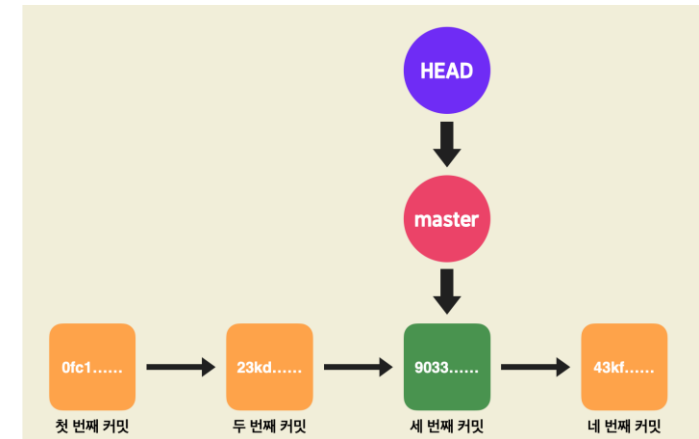 HEAD
master
0fc1......
23kd......
9033......
43kf......
첫 번째 커밋
두 번째 커밋
세 번째 커밋
네 번째 커밋